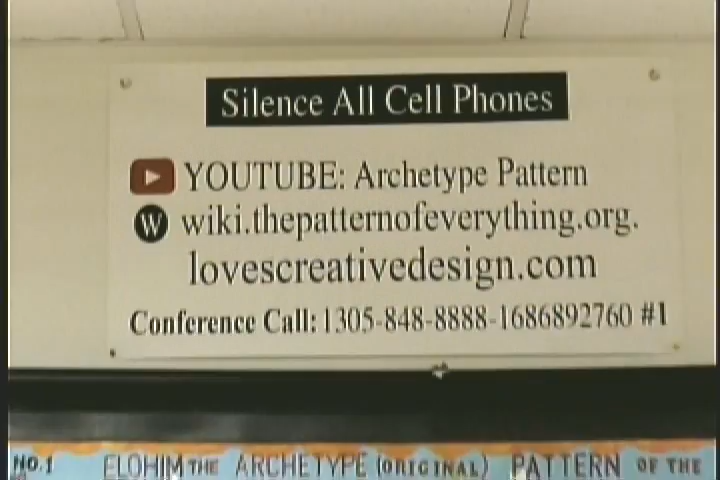 Silence All Cell Phones
YOUTUBE: Archetype Pattern
W wiki.thepatternofeverything.org.
lovescreativedesign.com
Conference Call: 1305-848-8888-1686892760 #1
NO.1 ELOHIM THE ARCHETYPE (ORIGINAL) PATTERN OF THE